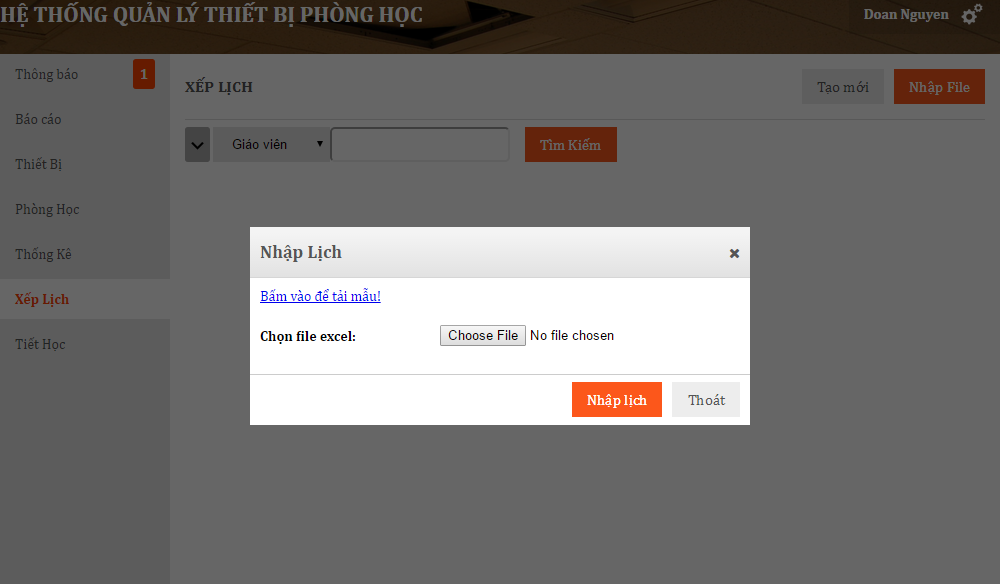 HỆ THỐNG QUẢN LÝ THIẾT BỊ PHÒNG HỌC
Doan Nguyen
Thông báo 1
Báo cáo
Thiết Bị
Phòng Học
Thống Kê
Xếp Lịch
Tiết Học
XẾP LỊCH
Tạo mới Nhập File
Giáo viên Tìm Kiếm
Nhập Lịch
Bấm vào để tải mẫu!
Chọn file excel: Choose File No file chosen
Nhập lịch Thoát